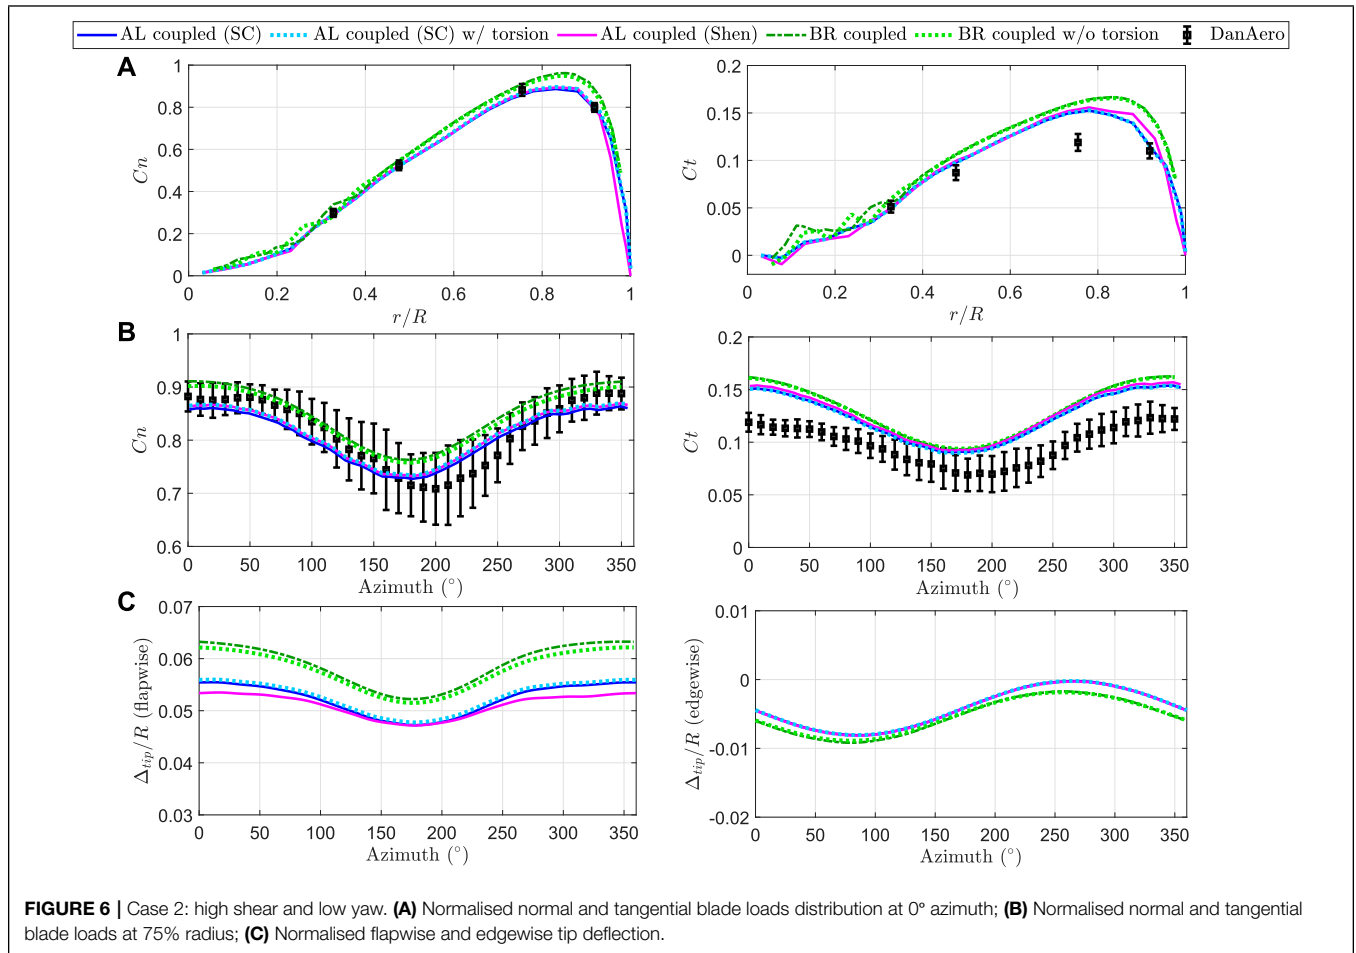 AL coupled (SC) AL coupled (SC) w/ torsion AL coupled (Shen) BR coupled BR coupled w/o torsion DanAero
A
1
0.8
0.6
0.4
0.2
0
Cn
0 0.2 0.4 0.6 0.8 1
r/R
0.2
0.15
0.1
0.05
0
Ct
0 0.2 0.4 0.6 0.8 1
r/R
B
1
0.9
0.8
0.7
0.6
Cn
0 50 100 150 200 250 300 350
Azimuth (°)
0.2
0.15
0.1
0.05
0
Ct
0 50 100 150 200 250 300 350
Azimuth (°)
C
0.07
0.06
0.05
0.04
0.03
Δtip/R (flapwise)
0 50 100 150 200 250 300 350
Azimuth (°)
0.01
0
-0.01
-0.02
Δtip/R (edgewise)
0 50 100 150 200 250 300 350
Azimuth (°)
FIGURE 6 | Case 2: high shear and low yaw. (A) Normalised normal and tangential blade loads distribution at 0° azimuth; (B) Normalised normal and tangential
blade loads at 75% radius; (C) Normalised flapwise and edgewise tip deflection.